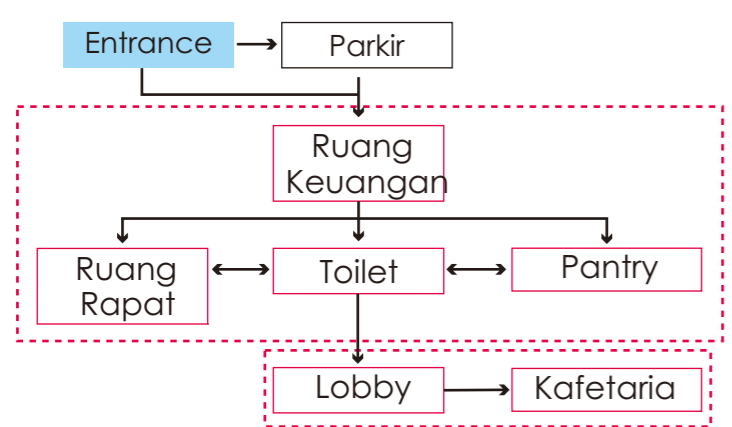 Entrance
Parkir
Ruang
Keuangan
Ruang
Rapat
Toilet
Pantry
Lobby
Kafetaria